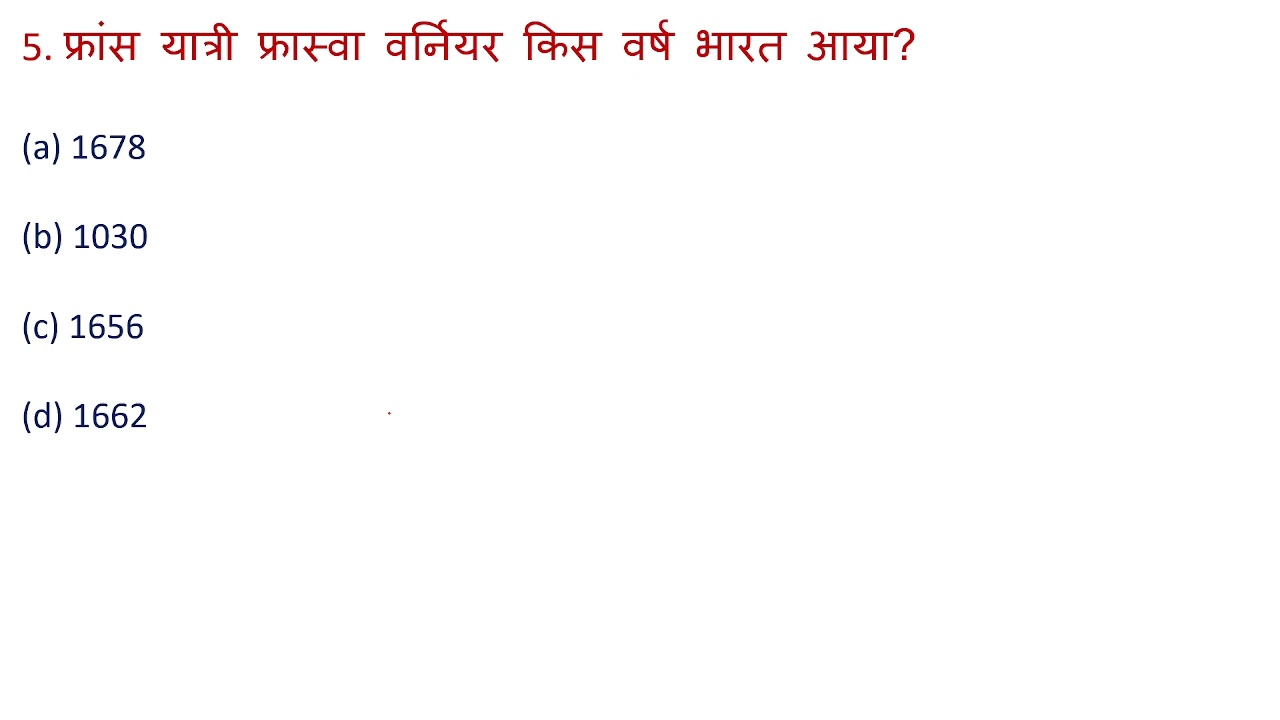 5. फ्रांस यात्री फ्रास्वा वर्नियर किस वर्ष भारत आया?
(a) 1678
(b) 1030
(c) 1656
(d) 1662